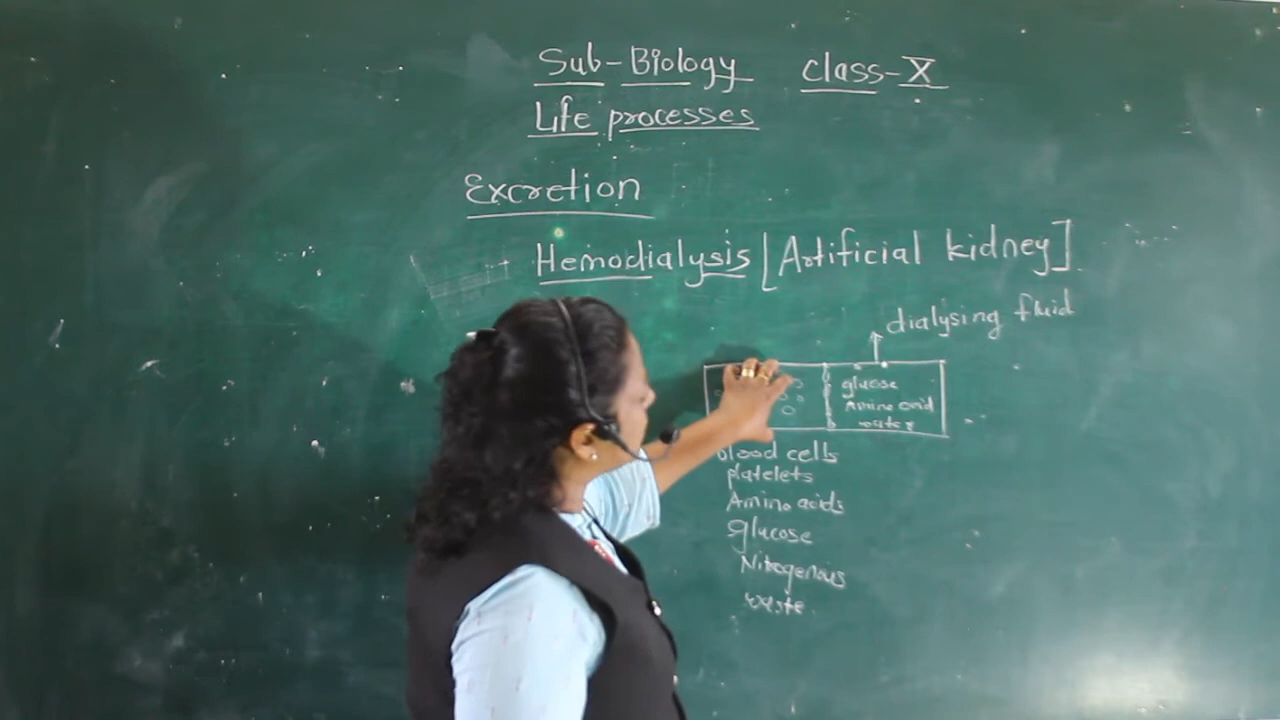 Sub-Biology class-X
Life processes
Excretion
Hemodialysis [Artificial kidney]
dialysing fluid
glucose
Amino acid
water
blood cells
platelets
Amino acids
glucose
Nitrogenous
waste